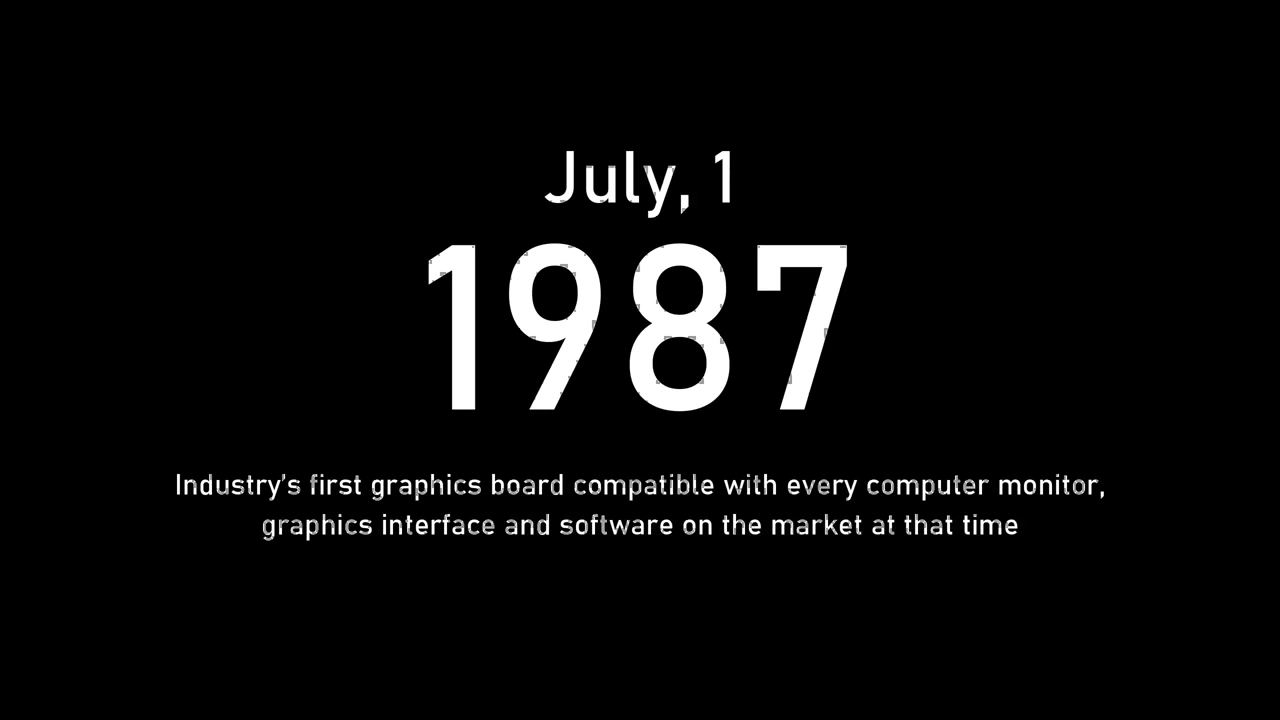 July, 1
1987
Industry's first graphics board compatible with every computer monitor,
graphics interface and software on the market at that time